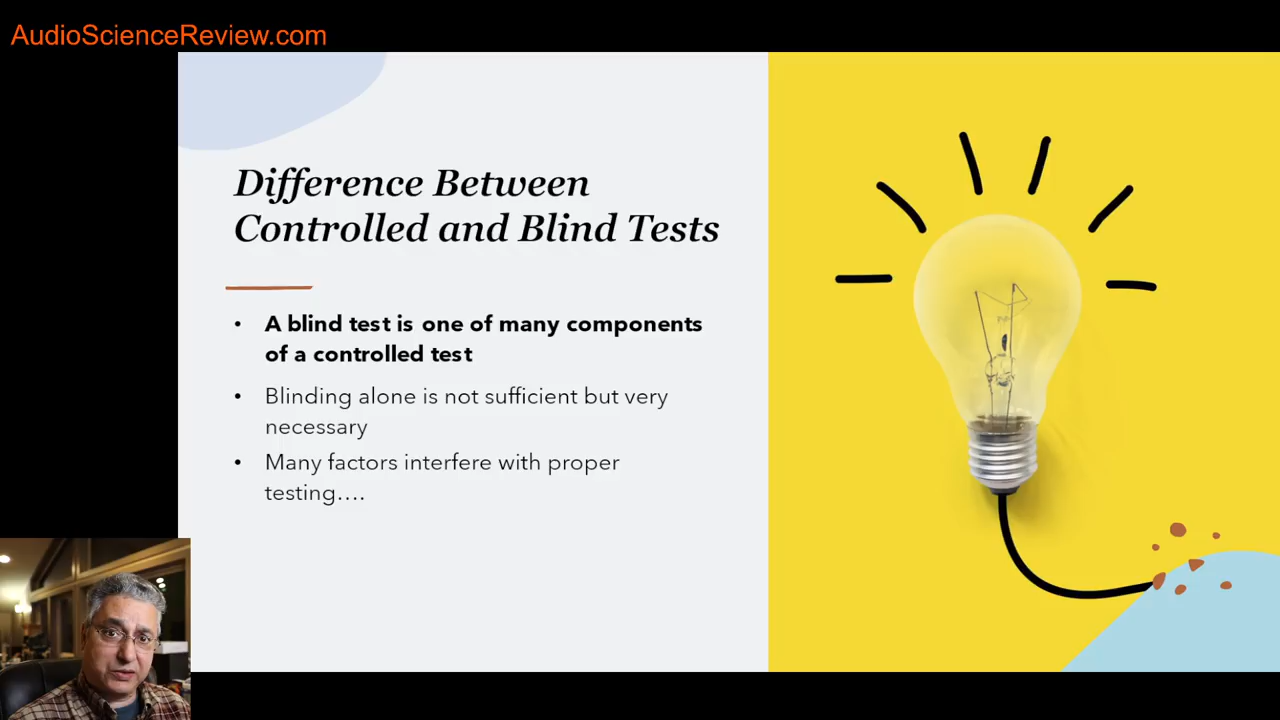 AudioScienceReview.com
Difference Between
Controlled and Blind Tests
• A blind test is one of many components
of a controlled test
• Blinding alone is not sufficient but very
necessary
• Many factors interfere with proper
testing….